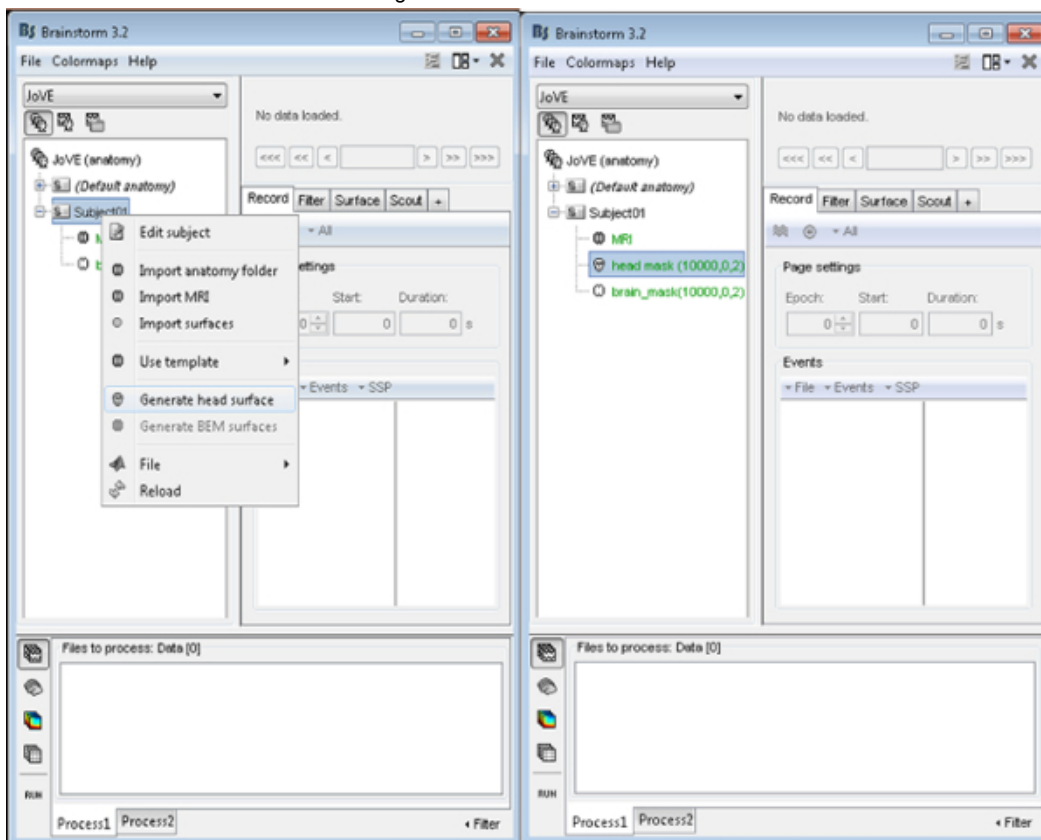 Brainstorm 3.2
File Colormaps Help
JoVE
No data loaded.
<<< << < > >> >>>
JoVE (anatomy)
(Default anatomy)
Subject01
Record Filter Surface Scout +
All
Edit subject
Import anatomy folder
Import MRI
Import surfaces
Use template
Generate head surface
Generate BEM surfaces
File
Reload
ettings
Start: Duration:
0 0 0 s
Events SSP
Files to process: Data [0]
RUN
Process1 Process2 Filter
Brainstorm 3.2
File Colormaps Help
JoVE
No data loaded.
<<< << < > >> >>>
JoVE (anatomy)
(Default anatomy)
Subject01
MRI
head mask (10000,0,2)
brain_mask(10000,0,2)
Record Filter Surface Scout +
All
Page settings
Epoch: Start: Duration:
0 0 0 s
Events
File Events SSP
Files to process: Data [0]
RUN
Process1 Process2 Filter